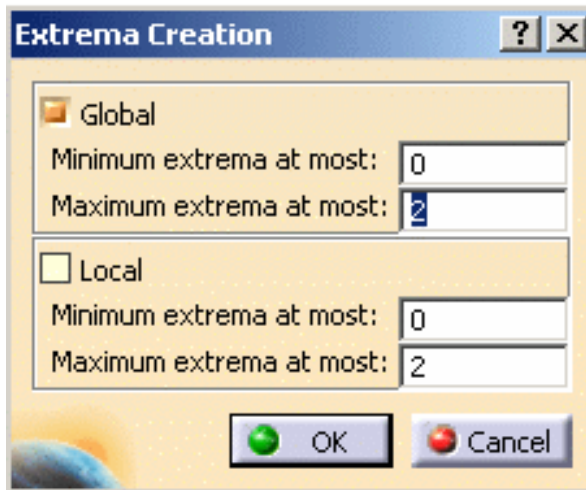 Extrema Creation
Global
Minimum extrema at most: 0
Maximum extrema at most: 2
Local
Minimum extrema at most: 0
Maximum extrema at most: 2
OK Cancel